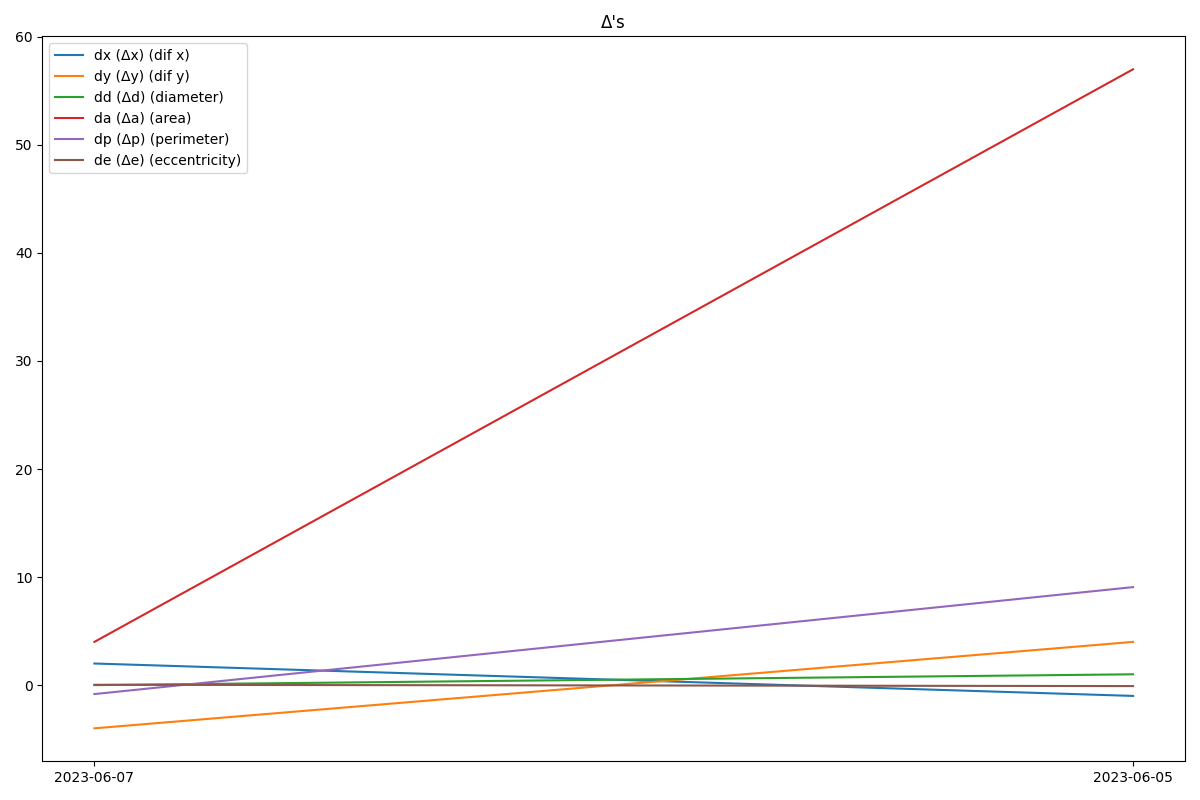 Δ's
60
50
40
30
20
10
0
dx (Δx) (dif x)
dy (Δy) (dif y)
dd (Δd) (diameter)
da (Δa) (area)
dp (Δp) (perimeter)
de (Δe) (eccentricity)
2023-06-07
2023-06-05